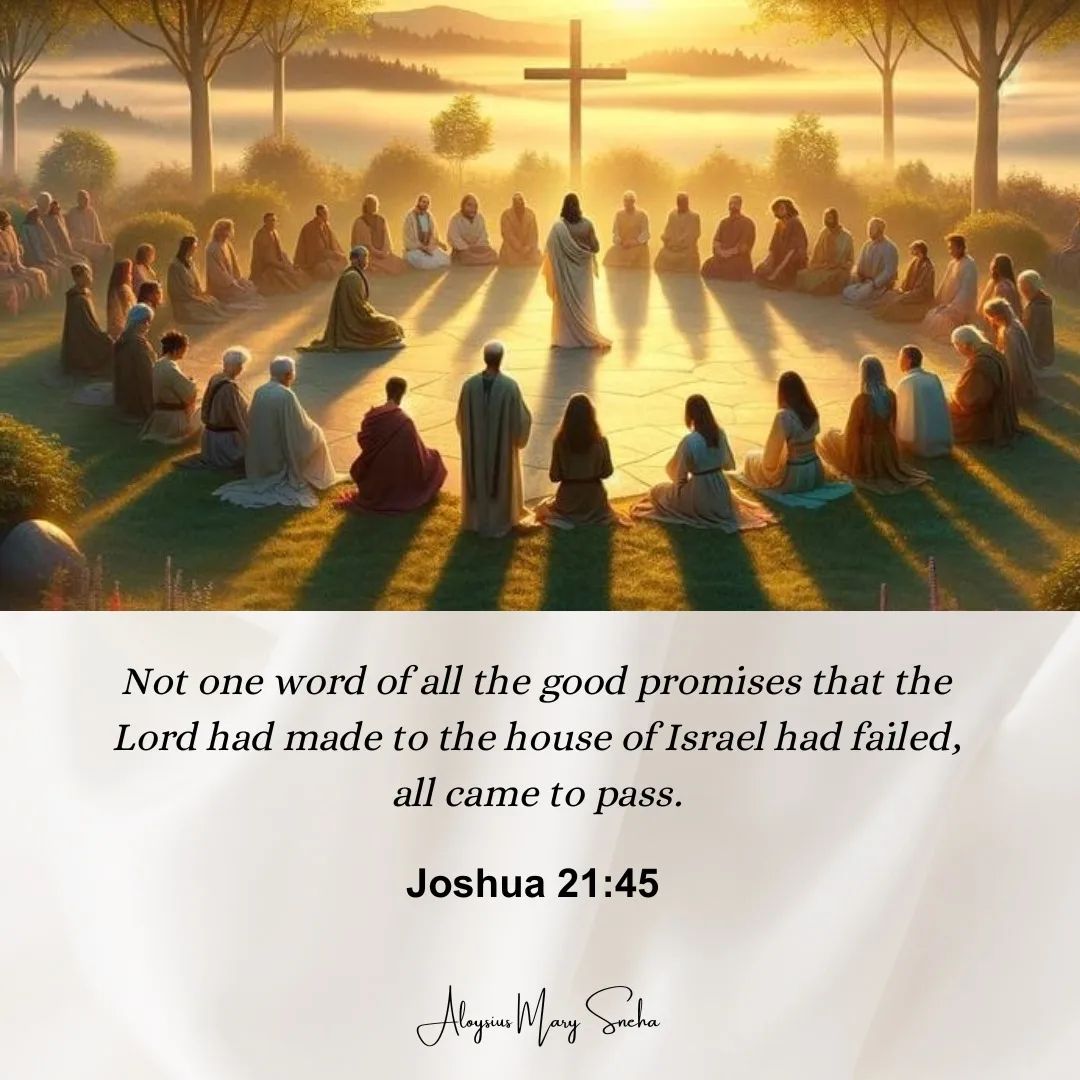 Not one word of all the good promises that the
Lord had made to the house of Israel had failed,
all came to pass.
Joshua 21:45
Aloysius Mary Sneha